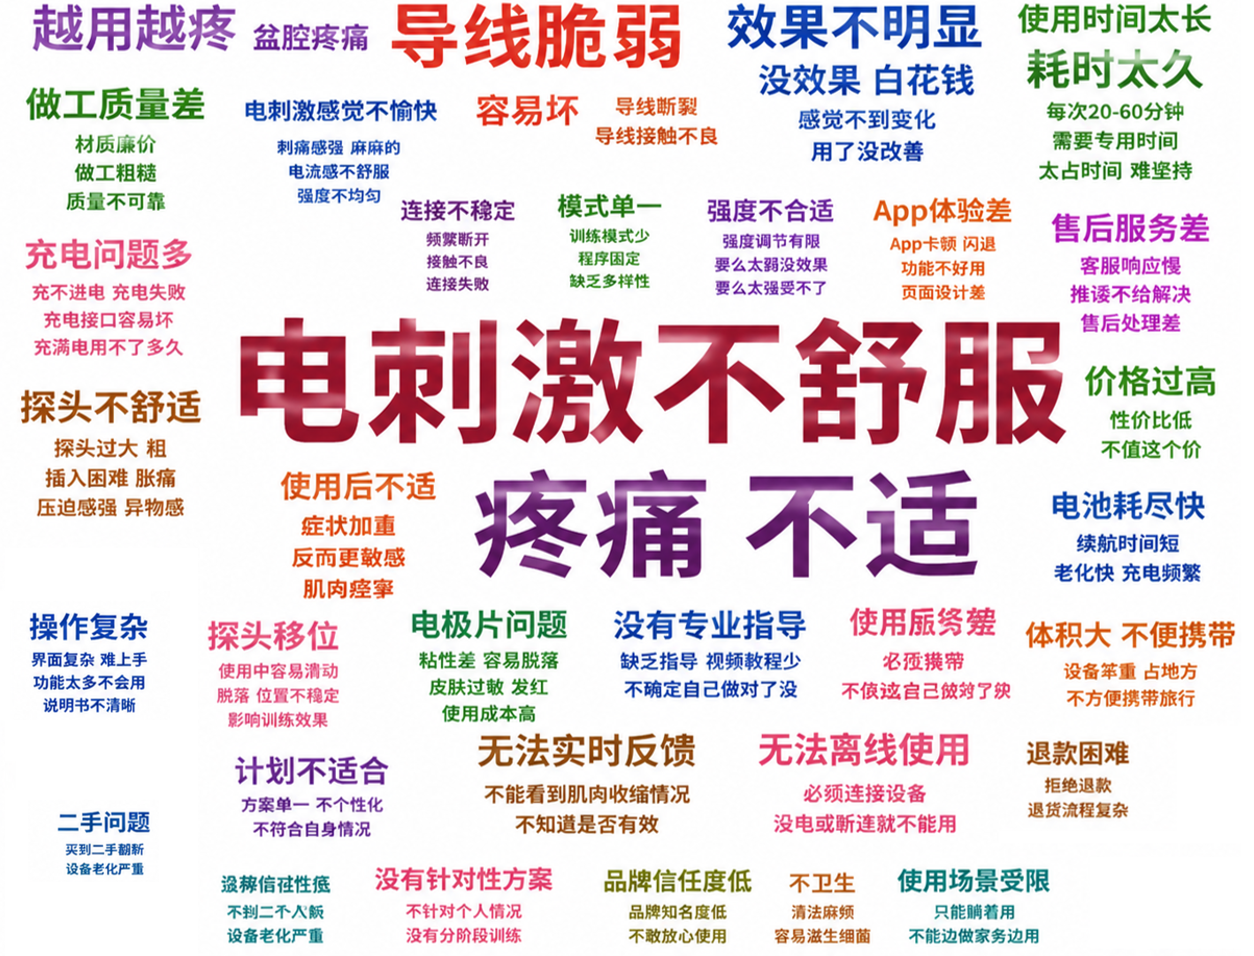 越用越疼
盆腔疼痛
导线脆弱
效果不明显
使用时间太长
没效果 白花钱
耗时太久
感觉不到变化
用了没改善
每次20-60分钟
需要专用时间
太占时间 难坚持
做工质量差
材质廉价
做工粗糙
质量不可靠
电刺激感觉不愉快
刺痛感强 麻麻的
电流感不舒服
强度不均匀
容易坏
导线断裂
导线接触不良
连接不稳定
频繁断开
接触不良
连接失败
模式单一
训练模式少
程序固定
缺乏多样性
强度不合适
强度调节有限
要么太弱没效果
要么太强受不了
App体验差
App卡顿 闪退
功能不好用
页面设计差
售后服务差
客服响应慢
推诿不给解决
售后处理差
充电问题多
充不进电 充电失败
充电接口容易坏
充满电用不了多久
电刺激不舒服
疼痛 不适
价格过高
性价比低
不值这个价
探头不舒适
探头过大 粗
插入困难 胀痛
压迫感强 异物感
使用后不适
症状加重
反而更敏感
肌肉痉挛
电池耗尽快
续航时间短
老化快 充电频繁
操作复杂
界面复杂 难上手
功能太多不会用
说明书不清晰
探头移位
使用中容易滑动
脱落 位置不稳定
影响训练效果
电极片问题
粘性差 容易脱落
皮肤过敏 发红
使用成本高
没有专业指导
缺乏指导 视频教程少
不确定自己做对了没
使用
体积大 不便携带
设备笨重 占地方
不方便携带旅行
计划不适合
方案单一 不个性化
不符合自身情况
无法实时反馈
不能看到肌肉收缩情况
不知道是否有效
无法离线使用
必须连接设备
没电或断连就不能用
退款困难
拒绝退款
退货流程复杂
二手问题
买到二手翻新
设备老化严重
设备老化严重
没有针对性方案
不针对个人情况
没有分阶段训练
品牌信任度低
品牌知名度低
不敢放心使用
不卫生
清洁麻烦
容易滋生细菌
使用场景受限
只能躺着用
不能边做家务边用